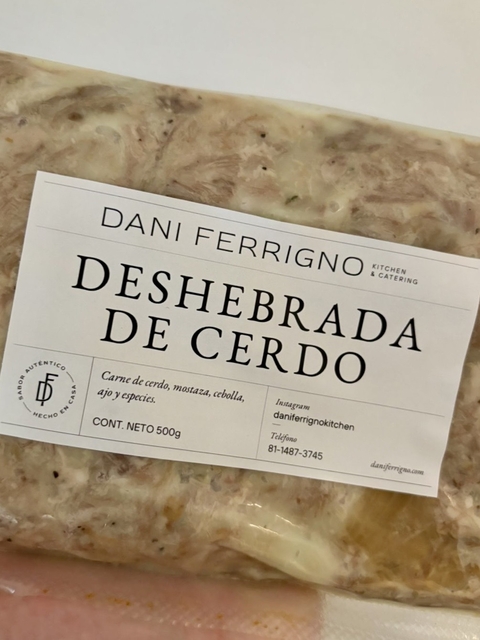 DANI FERRIGNO
KITCHEN
& CATERING
DESHEBRADA
DE CERDO
SABOR AUTENTICO
DF
HECHO EN CASA
Carne de cerdo, mostaza, cebolla,
ajo y especies.
CONT. NETO 500g
Instagram
daniferrignokitchen
Teléfono
81-1487-3745
daniferrigno.com